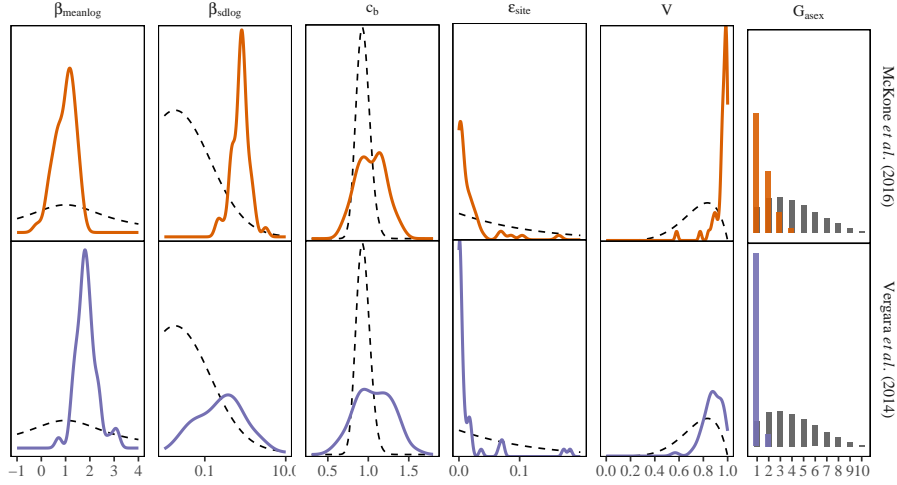 βmeanlog βsdlog cb εsite V Gasex
McKone et al. (2016)
Vergara et al. (2014)
−1 0 1 2 3 4 0.1 10.0 0.5 1.0 1.5 0.0 0.1 0.0 0.2 0.4 0.6 0.8 1.0 1 2 3 4 5 6 7 8 9 10